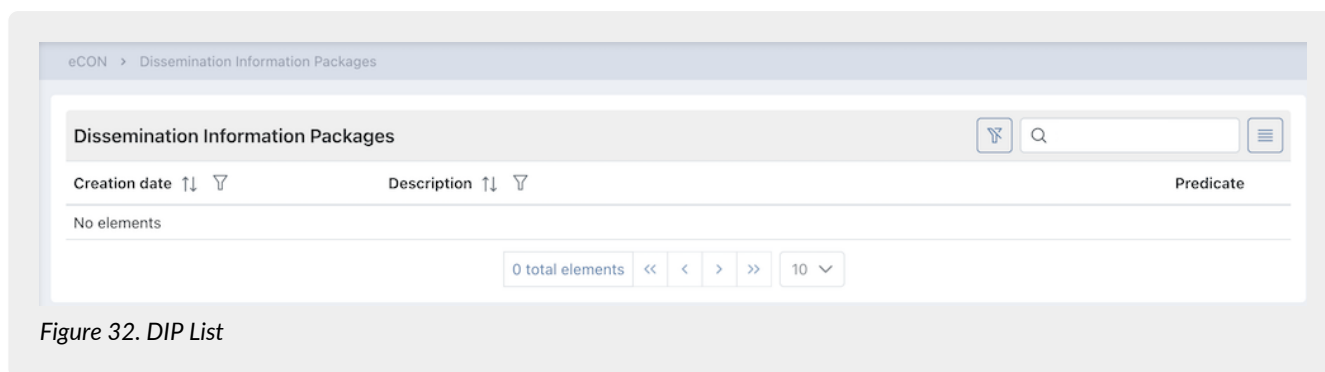 eCON > Dissemination Information Packages
Dissemination Information Packages
Creation date Description Predicate
No elements
0 total elements << < > >> 10
Figure 32. DIP List